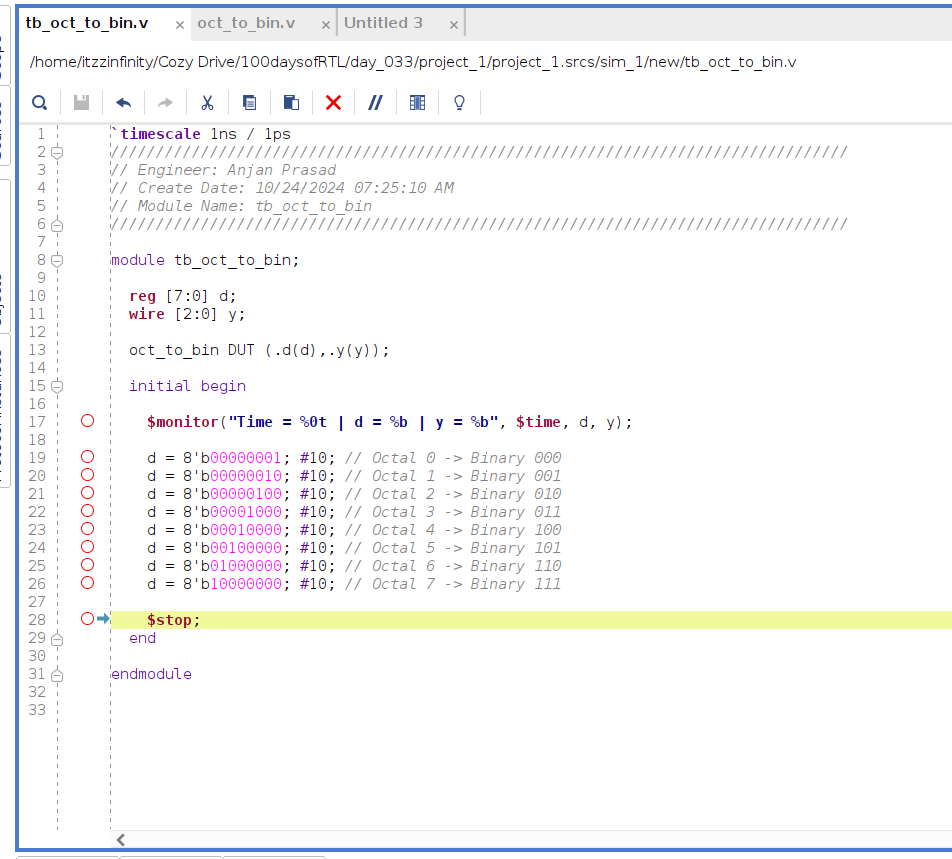 tb_oct_to_bin.v × oct_to_bin.v × Untitled 3 ×
/home/itzzinfinity/Cozy Drive/100daysofRTL/day_033/project_1/project_1.srcs/sim_1/new/tb_oct_to_bin.v
1 `timescale 1ns / 1ps
2 //////////////////////////////////////////////////////////////////////////////////
3 // Engineer: Anjan Prasad
4 // Create Date: 10/24/2024 07:25:10 AM
5 // Module Name: tb_oct_to_bin
6 //////////////////////////////////////////////////////////////////////////////////
7
8 module tb_oct_to_bin;
9
10 reg [7:0] d;
11 wire [2:0] y;
12
13 oct_to_bin DUT (.d(d),.y(y));
14
15 initial begin
16
17 $monitor("Time = %0t | d = %b | y = %b", $time, d, y);
18
19 d = 8'b00000001; #10; // Octal 0 -> Binary 000
20 d = 8'b00000010; #10; // Octal 1 -> Binary 001
21 d = 8'b00000100; #10; // Octal 2 -> Binary 010
22 d = 8'b00001000; #10; // Octal 3 -> Binary 011
23 d = 8'b00010000; #10; // Octal 4 -> Binary 100
24 d = 8'b00100000; #10; // Octal 5 -> Binary 101
25 d = 8'b01000000; #10; // Octal 6 -> Binary 110
26 d = 8'b10000000; #10; // Octal 7 -> Binary 111
27
28 $stop;
29 end
30
31 endmodule
32
33